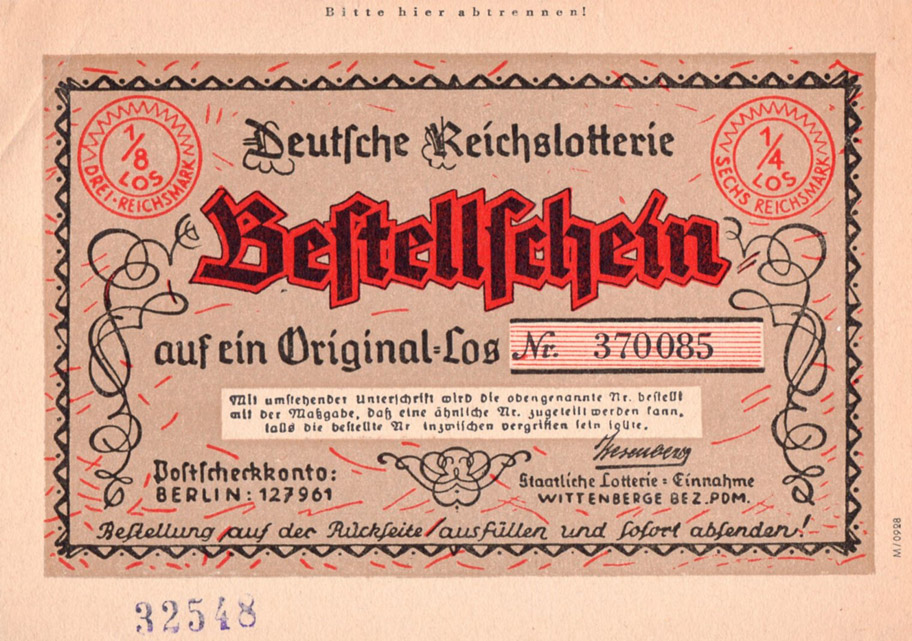 Bitte hier abtrennen!
1/8
LOS
DREI·REICHSMARK
Deutsche Reichslotterie
1/4
LOS
SECHS REICHSMARK
Bestellschein
auf ein Original-Los Nr. 370085
Mit umstehender Unterschrift wird die obengenannte Nr. bestellt
mit der Maßgabe, daß eine ähnliche Nr. zugeteilt werden kann,
falls die bestellte Nr inzwischen vergriffen sein sollte.
Postscheckkonto:
BERLIN: 127961
Staatliche Lotterie-Einnahme
WITTENBERGE BEZ. PDM.
Bestellung auf der Rückseite ausfüllen und sofort absenden!
M/0928
32548